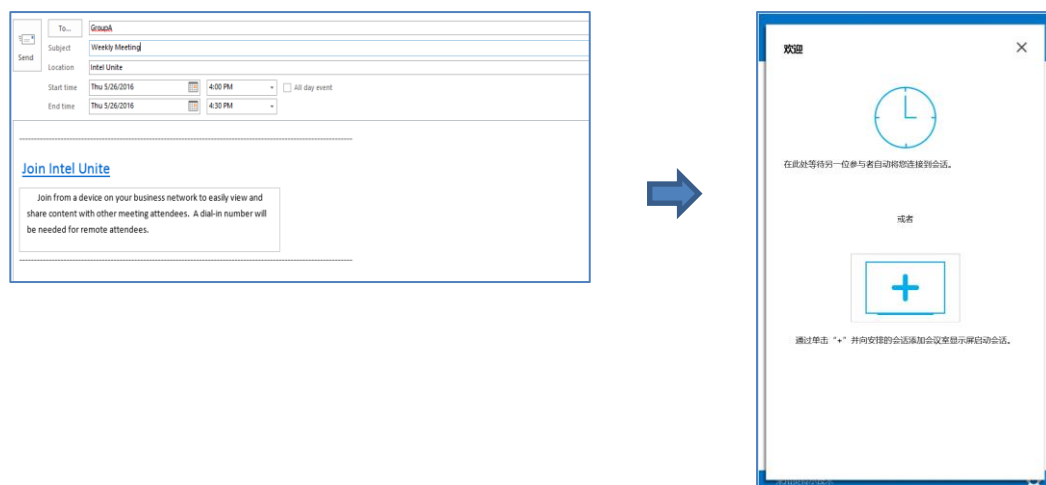 To...
GroupA
Send
Subject
Weekly Meeting
Location
Intel Unite
Start time
Thu 5/26/2016
4:00 PM
All day event
End time
Thu 5/26/2016
4:30 PM
Join Intel Unite
Join from a device on your business network to easily view and
share content with other meeting attendees. A dial-in number will
be needed for remote attendees.
欢迎
在此处等待另一位参与者自动将您连接到会话。
或者
通过单击“+”并向安排的会话添加会议室显示屏启动会话。